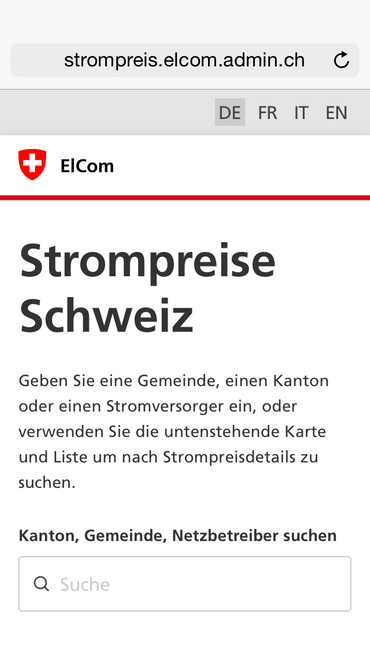 strompreis.elcom.admin.ch
DE FR IT EN
ElCom
Strompreise
Schweiz
Geben Sie eine Gemeinde, einen Kanton
oder einen Stromversorger ein, oder
verwenden Sie die untenstehende Karte
und Liste um nach Strompreisdetails zu
suchen.
Kanton, Gemeinde, Netzbetreiber suchen
Suche